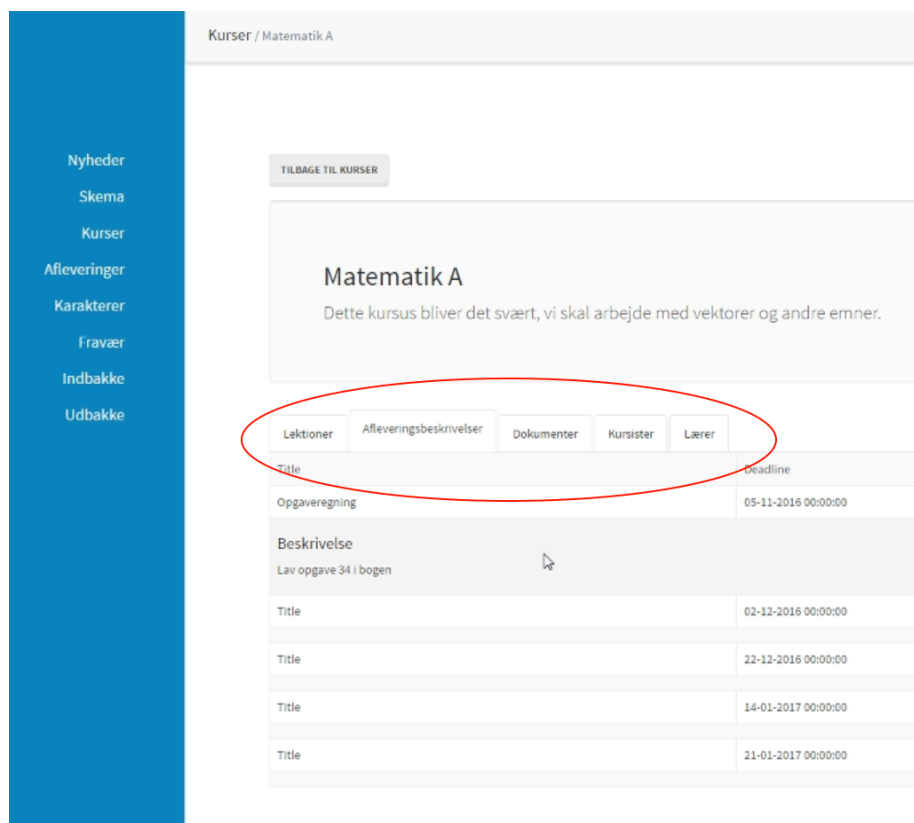 Kurser / Matematik A
Nyheder
Skema
Kurser
Afleveringer
Karakterer
Fravær
Indbakke
Udbakke
TILBAGE TIL KURSER
Matematik A
Dette kursus bliver det svært, vi skal arbejde med vektorer og andre emner.
Lektioner Afleveringsbeskrivelser Dokumenter Kursister Lærer
Title Deadline
Opgaveregning 05-11-2016 00:00:00
Beskrivelse
Lav opgave 34 i bogen
Title 02-12-2016 00:00:00
Title 22-12-2016 00:00:00
Title 14-01-2017 00:00:00
Title 21-01-2017 00:00:00